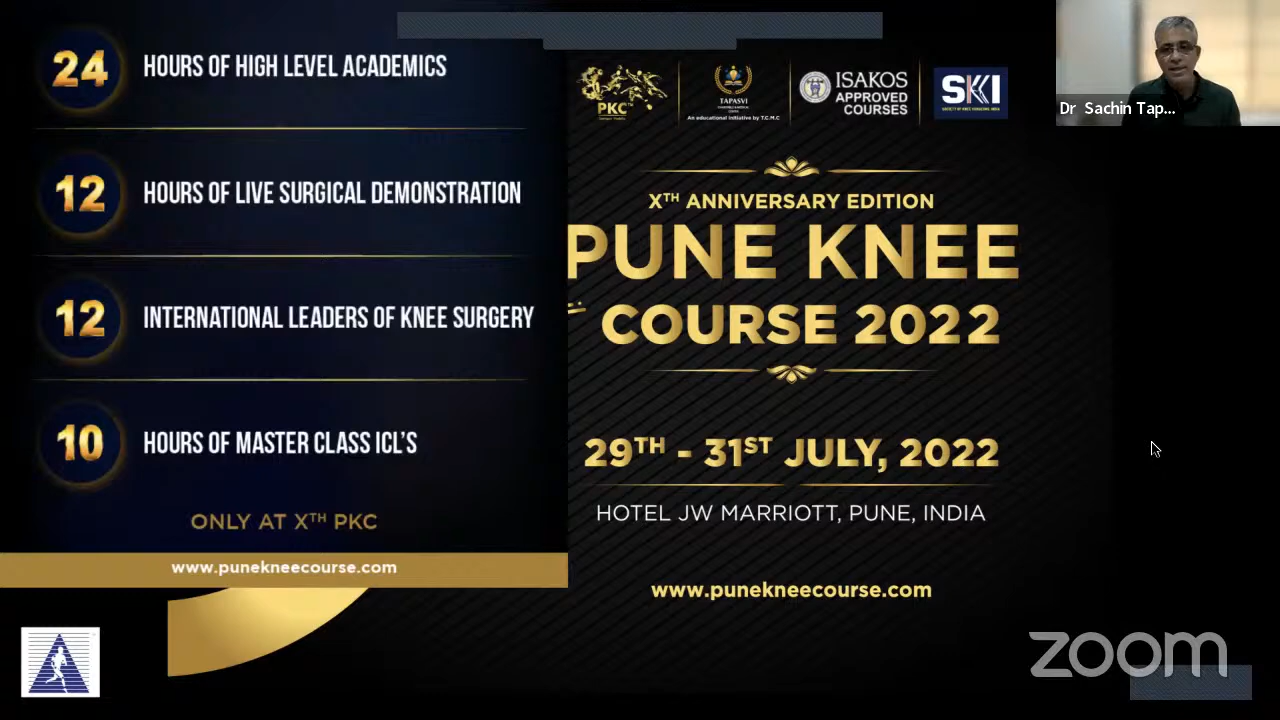 24
HOURS OF HIGH LEVEL ACADEMICS
12
HOURS OF LIVE SURGICAL DEMONSTRATION
12
INTERNATIONAL LEADERS OF KNEE SURGERY
10
HOURS OF MASTER CLASS ICL'S
ONLY AT XTH PKC
www.punekneecourse.com
PKC
TAPASVI
An educational initiative by T.C.M.C
ISAKOS
APPROVED
COURSES
SKI
XTH ANNIVERSARY EDITION
PUNE KNEE
COURSE 2022
29TH - 31ST JULY, 2022
HOTEL JW MARRIOTT, PUNE, INDIA
www.punekneecourse.com
Dr Sachin Tap...
zoom